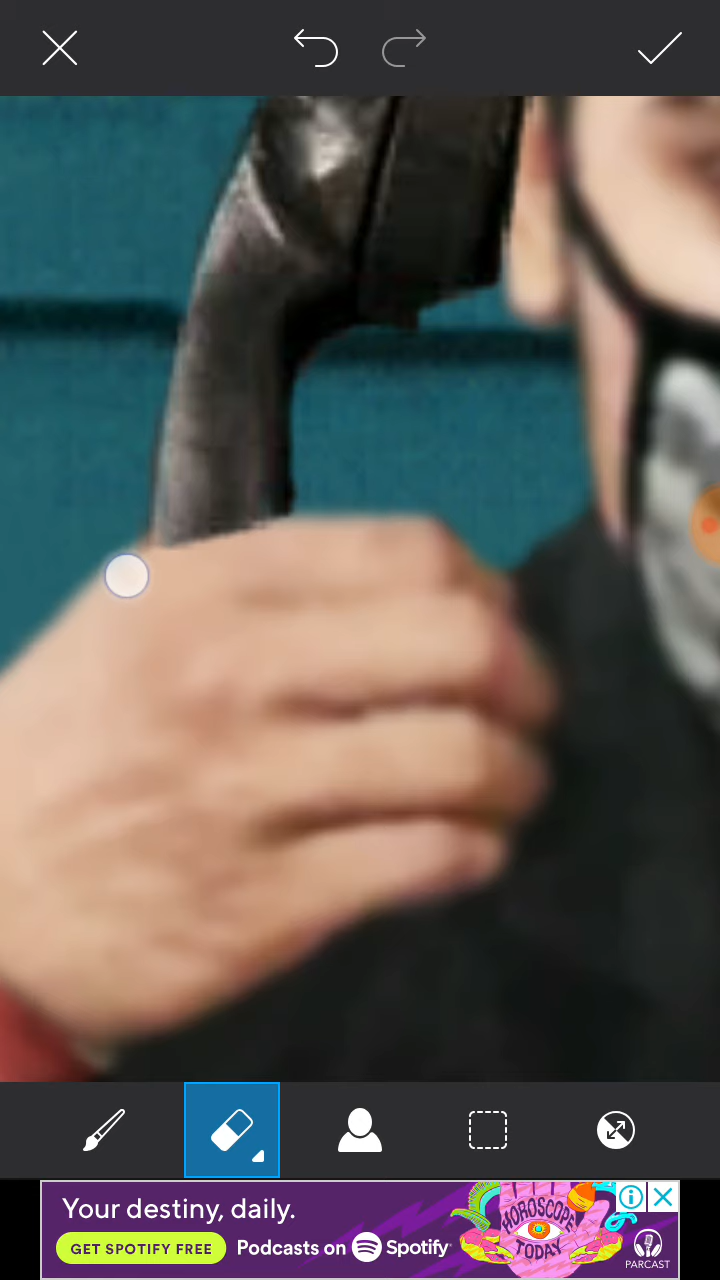 Your destiny, daily.
GET SPOTIFY FREE
Podcasts on Spotify
HOROSCOPE
TODAY
PARCAST